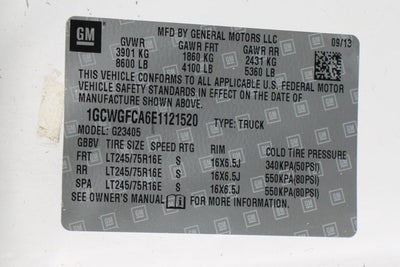 GM
MFD BY GENERAL MOTORS LLC
09/13
GVWR GAWR FRT GAWR RR
3901 KG 1860 KG 2431 KG
8600 LB 4100 LB 5360 LB
THIS VEHICLE CONFORMS TO ALL APPLICABLE U.S. FEDERAL MOTOR
VEHICLE SAFETY STANDARDS IN EFFECT ON THE DATE OF
MANUFACTURE SHOWN ABOVE.
1GCWGFCA6E1121520 TYPE: TRUCK
MODEL: G23405
GBBV TIRE SIZE SPEED RTG RIM COLD TIRE PRESSURE
FRT LT245/75R16E S 16X6.5J 340KPA(50PSI)
RR LT245/75R16E S 16X6.5J 550KPA(80PSI)
SPA LT245/75R16E S 16X6.5J 550KPA(80PSI)
SEE OWNER'S MANUAL FOR MORE INFORMATION.